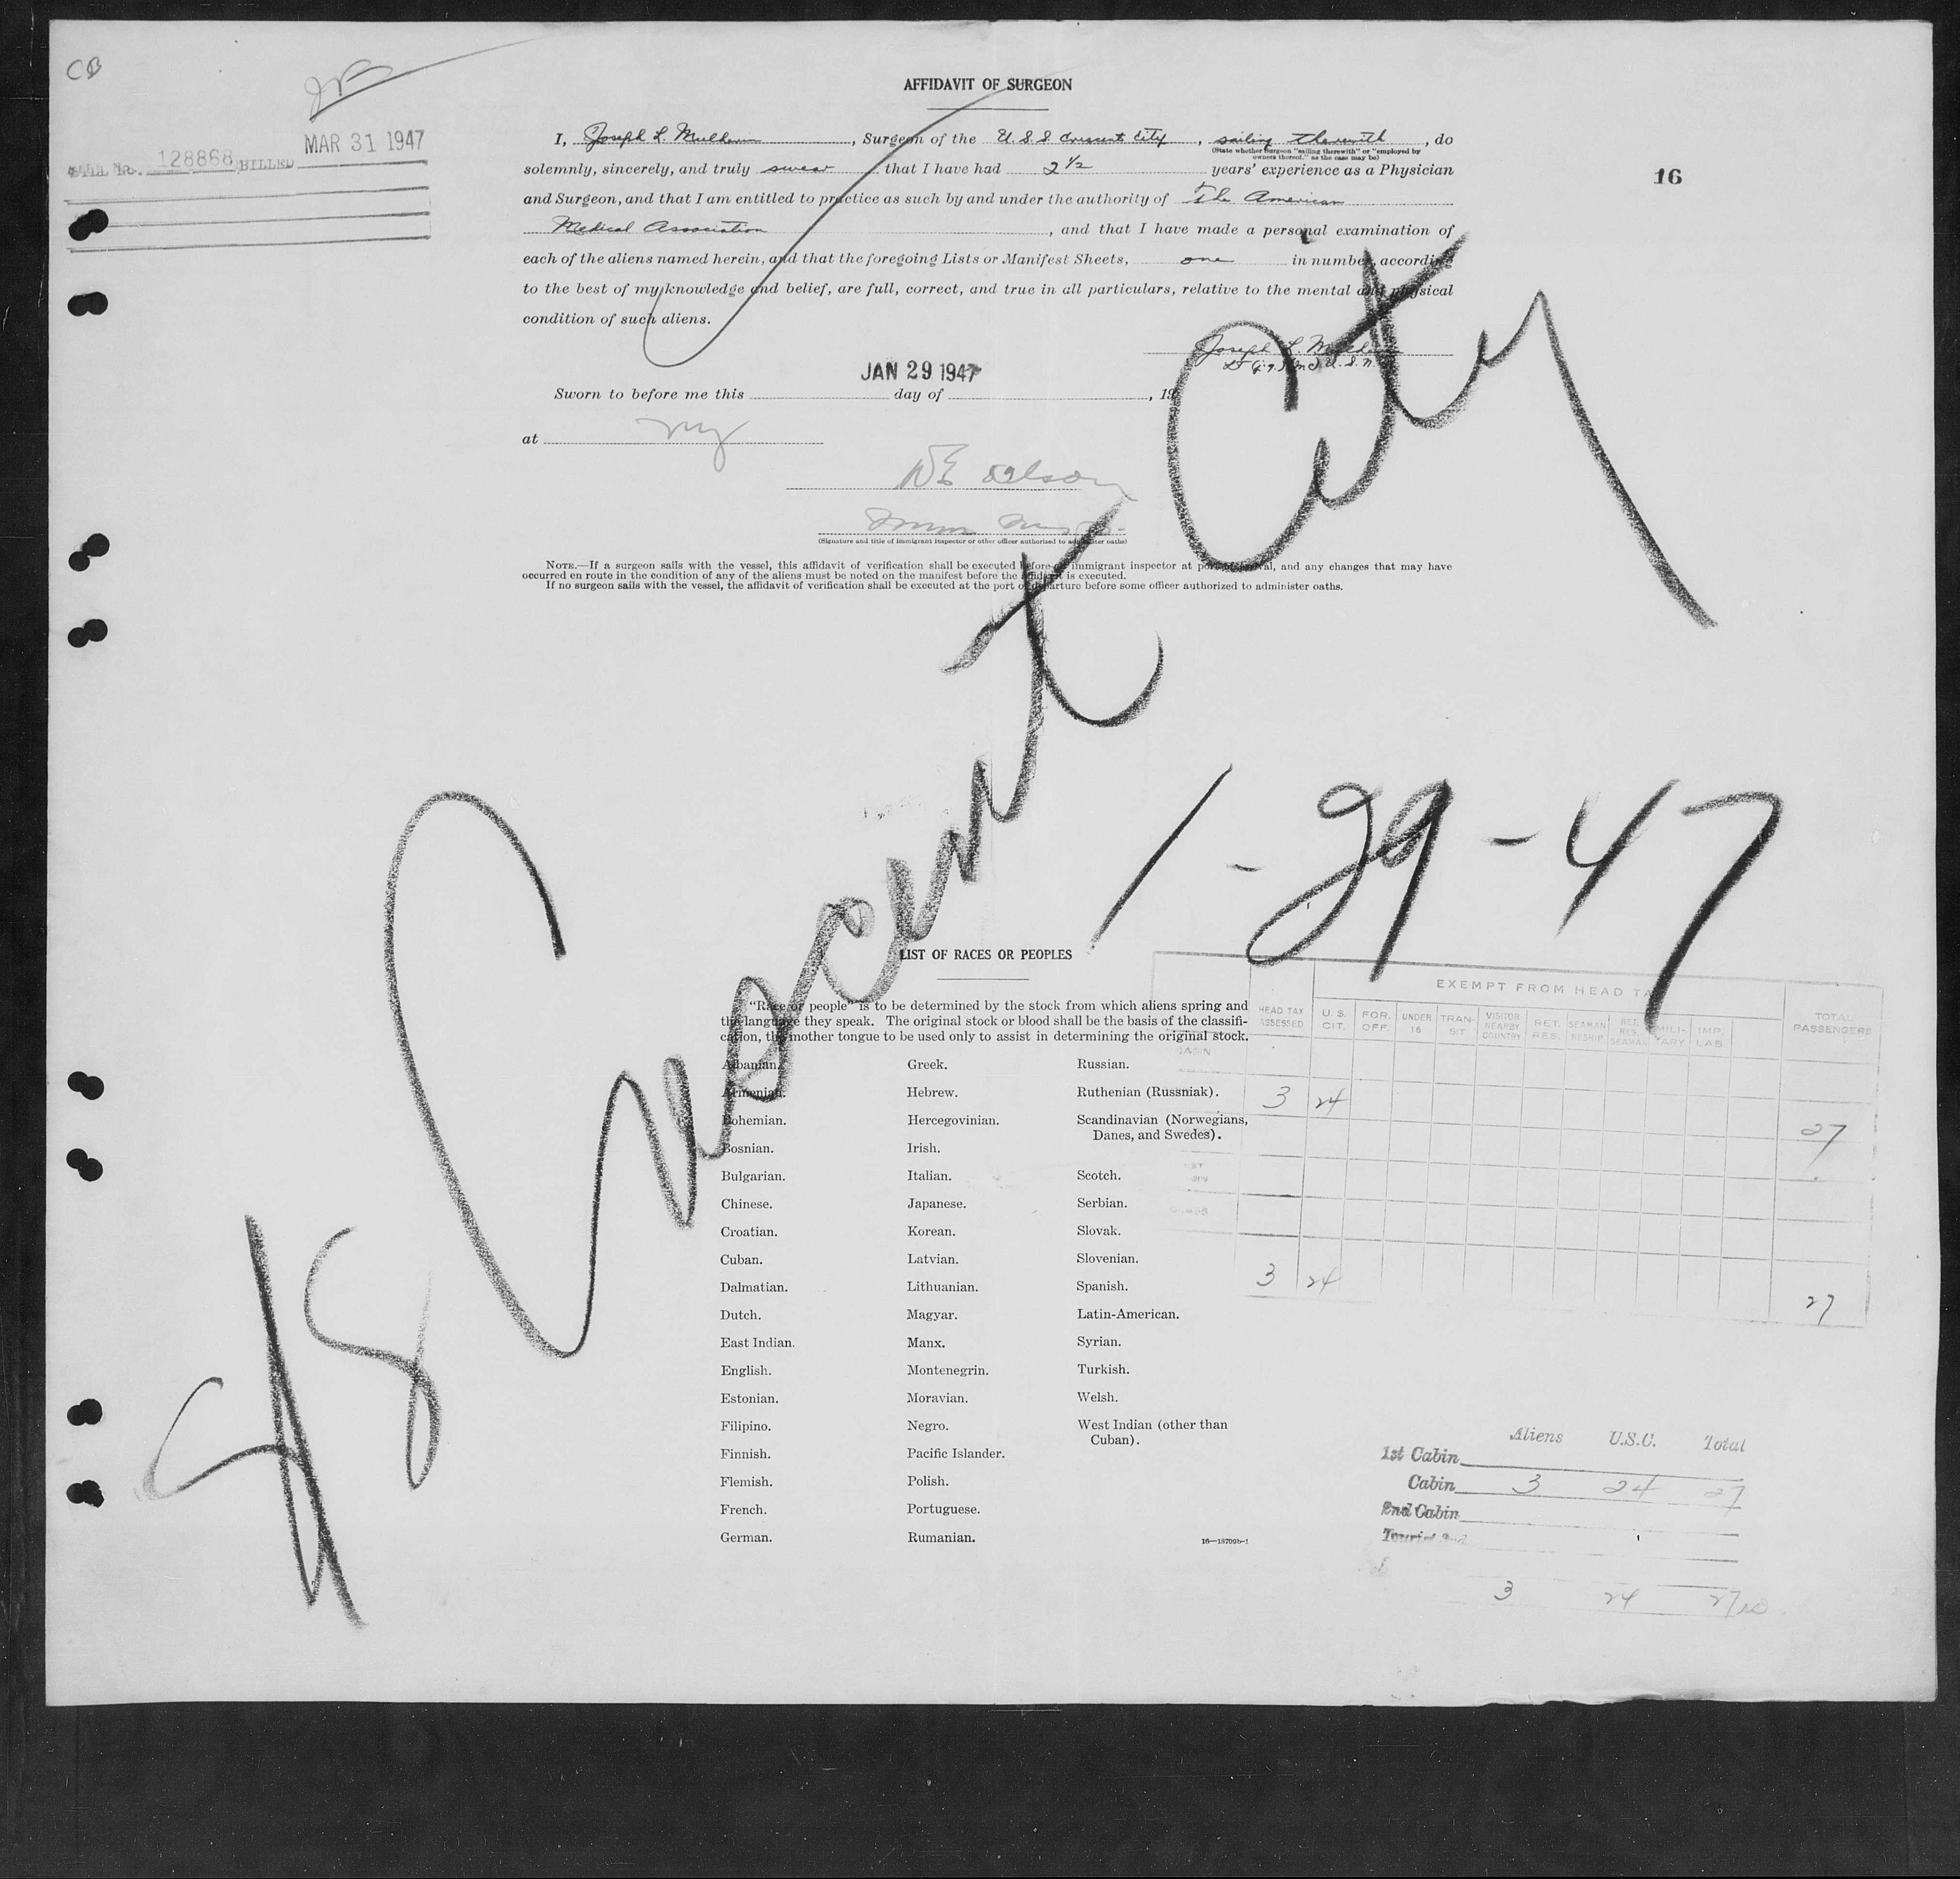 CB
MAR 31 1947
128868 BILLED
16
AFFIDAVIT OF SURGEON
I, Joseph L. , Surgeon of the U.S.S Crescent City, sailing therewith, do
(State whether Surgeon "sailing therewith" or "employed by
owners thereof," as the case may be)
solemnly, sincerely, and truly swear that I have had 2 1/2 years' experience as a Physician
and Surgeon, and that I am entitled to practice as such by and under the authority of The American
Medical Association, and that I have made a personal examination of
each of the aliens named herein, and that the foregoing Lists or Manifest Sheets, one in number, according
to the best of my knowledge and belief, are full, correct, and true in all particulars, relative to the mental and physical
condition of such aliens.
Joseph L.
Lt (j.g.) (MC) U.S.N.
JAN 29 1947
Sworn to before me this day of , 19
at NY
(Signature and title of immigrant inspector or other officer authorized to administer oaths)
NOTE.—If a surgeon sails with the vessel, this affidavit of verification shall be executed before immigrant inspector at port of arrival, and any changes that may have
occurred en route in the condition of any of the aliens must be noted on the manifest before the affidavit is executed.
If no surgeon sails with the vessel, the affidavit of verification shall be executed at the port of departure before some officer authorized to administer oaths.
S/S Crescent City
1-29-47
LIST OF RACES OR PEOPLES
"Race or people" is to be determined by the stock from which aliens spring and
the language they speak. The original stock or blood shall be the basis of the classifi-
cation, the mother tongue to be used only to assist in determining the original stock.
Albanian. Greek. Russian.
Armenian. Hebrew. Ruthenian (Russniak).
Bohemian. Hercegovinian. Scandinavian (Norwegians,
Danes, and Swedes).
Bosnian. Irish.
Bulgarian. Italian. Scotch.
Chinese. Japanese. Serbian.
Croatian. Korean. Slovak.
Cuban. Latvian. Slovenian.
Dalmatian. Lithuanian. Spanish.
Dutch. Magyar. Latin-American.
East Indian. Manx. Syrian.
English. Montenegrin. Turkish.
Estonian. Moravian. Welsh.
Filipino. Negro. West Indian (other than
Cuban).
Finnish. Pacific Islander.
Flemish. Polish.
French. Portuguese.
German. Rumanian.
16—18709b-1
EXEMPT FROM HEAD TAX
HEAD TAX ASSESSED U.S. CIT. FOR. OFF. UNDER 16 TRAN-SIT VISITOR NEARBY COUNTRY RET. RES. SEAMAN RESHIP RET. RES. SEAMAN MILI-TARY IMP. LAB TOTAL PASSENGERS
CABIN
3 24 27
3 24 27
Aliens U.S.C. Total
1st Cabin
Cabin 3 24 27
2nd Cabin
Tourist 2nd
3 24 27